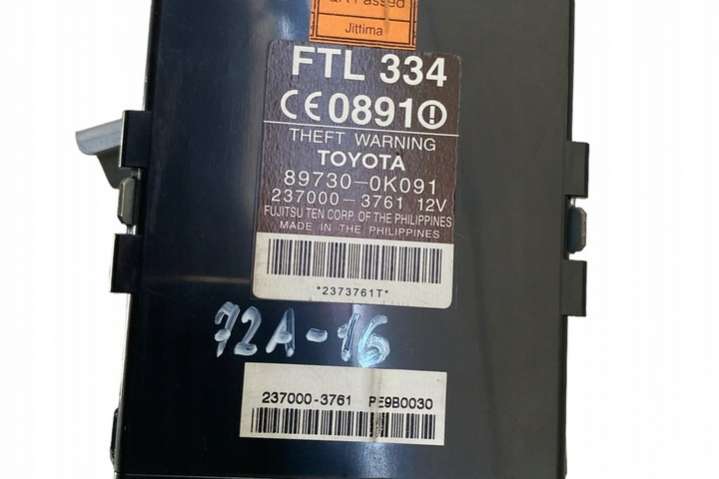 Passed
Jittima
FTL 334
CE0891
THEFT WARNING
TOYOTA
89730-0K091
237000-3761 12V
FUJITSU TEN CORP. OF THE PHILIPPINES
MADE IN THE PHILIPPINES
*2373761T*
72A-16
237000-3761 PE9B0030